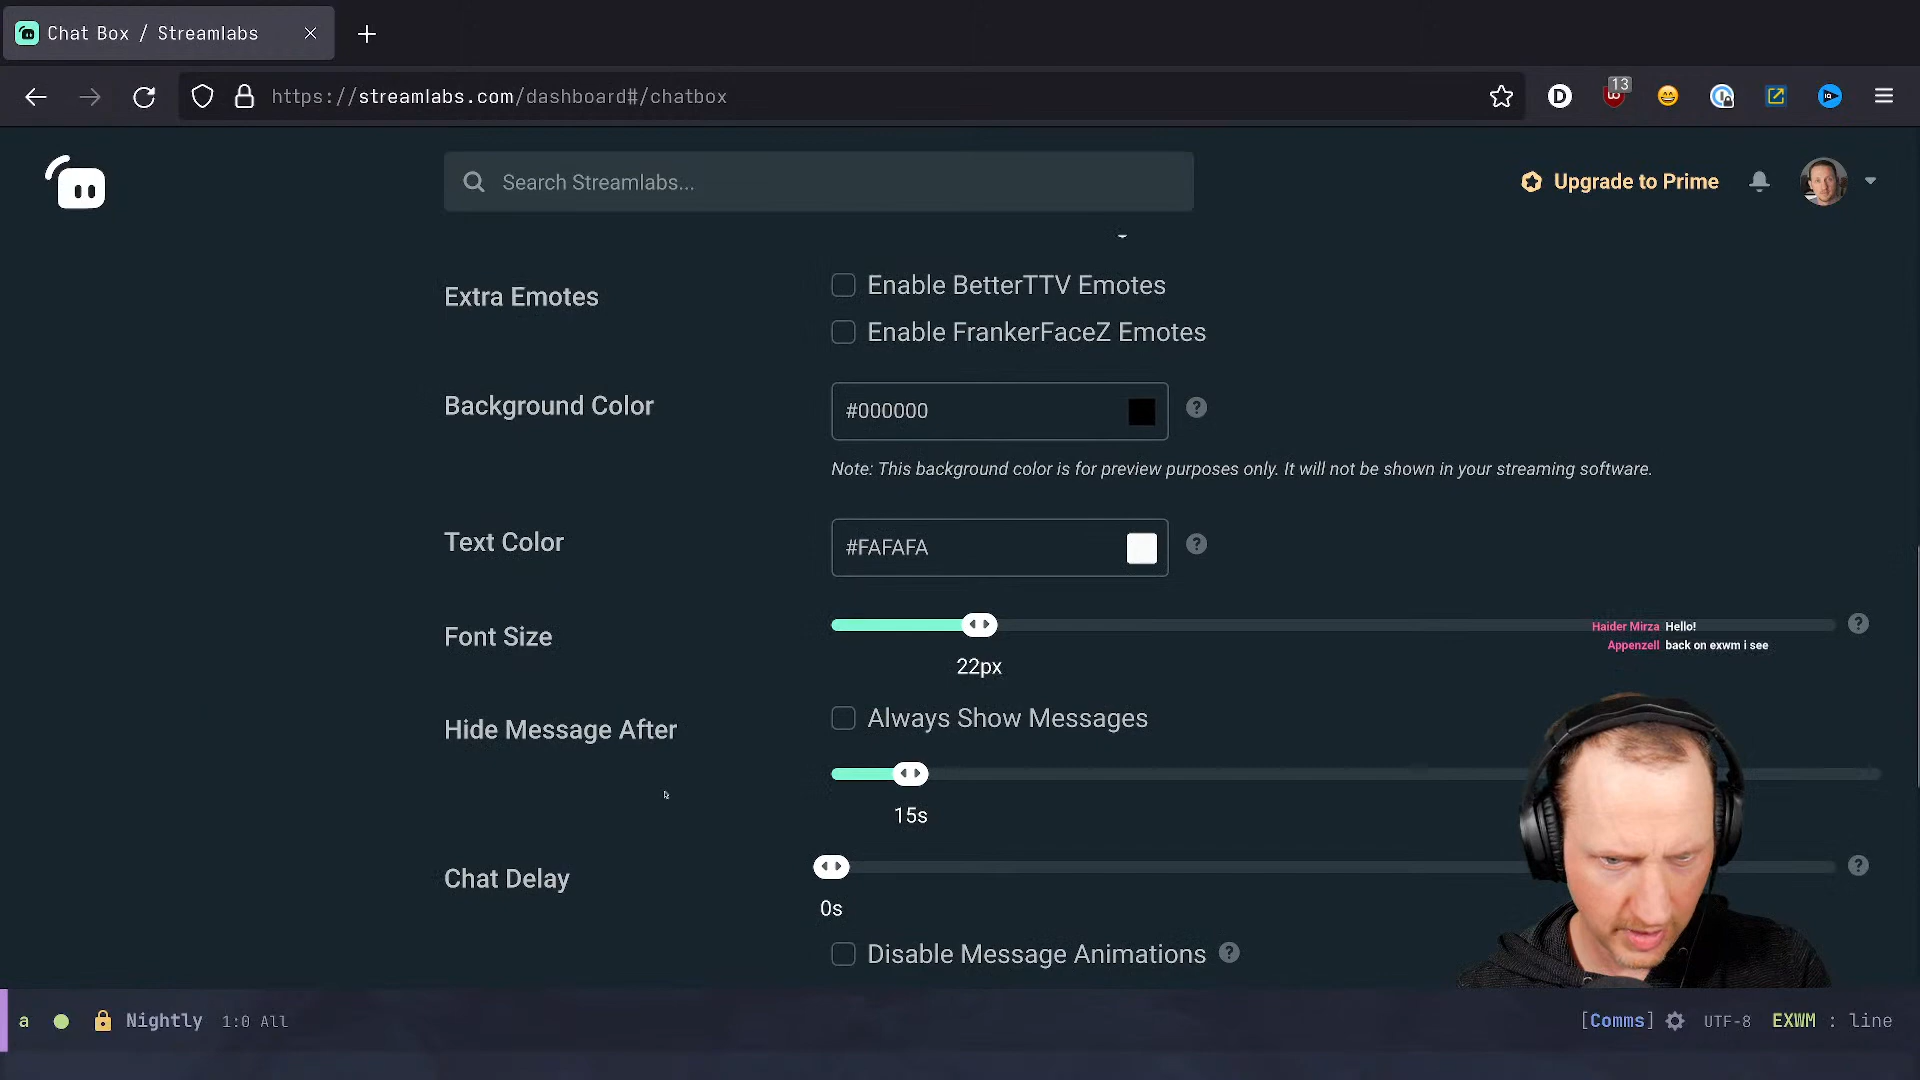 Chat Box / Streamlabs
https://streamlabs.com/dashboard#/chatbox
13
Search Streamlabs...
Upgrade to Prime
Extra Emotes
Enable BetterTTV Emotes
Enable FrankerFaceZ Emotes
Background Color
#000000
Note: This background color is for preview purposes only. It will not be shown in your streaming software.
Text Color
#FAFAFA
Font Size
22px
Haider Mirza Hello!
Appenzell back on exwm i see
Hide Message After
Always Show Messages
15s
Chat Delay
0s
Disable Message Animations
a Nightly 1:0 All
[Comms] UTF-8 EXWM : line